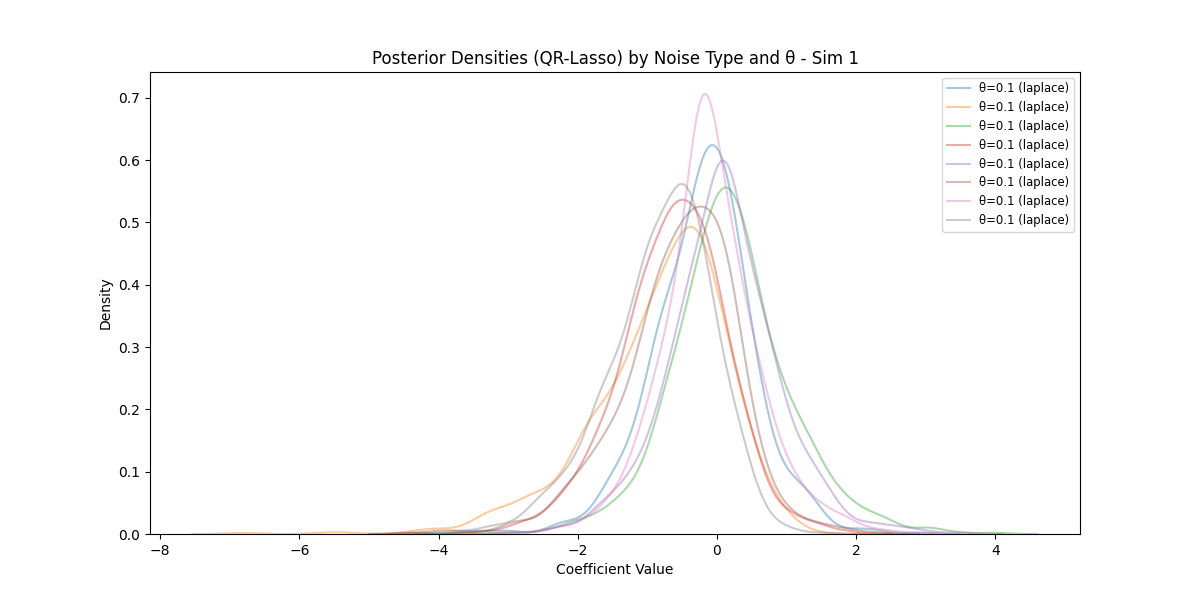 Posterior Densities (QR-Lasso) by Noise Type and θ - Sim 1
θ=0.1 (laplace)
θ=0.1 (laplace)
θ=0.1 (laplace)
θ=0.1 (laplace)
θ=0.1 (laplace)
θ=0.1 (laplace)
θ=0.1 (laplace)
θ=0.1 (laplace)
Density
0.7
0.6
0.5
0.4
0.3
0.2
0.1
0.0
−8 −6 −4 −2 0 2 4
Coefficient Value